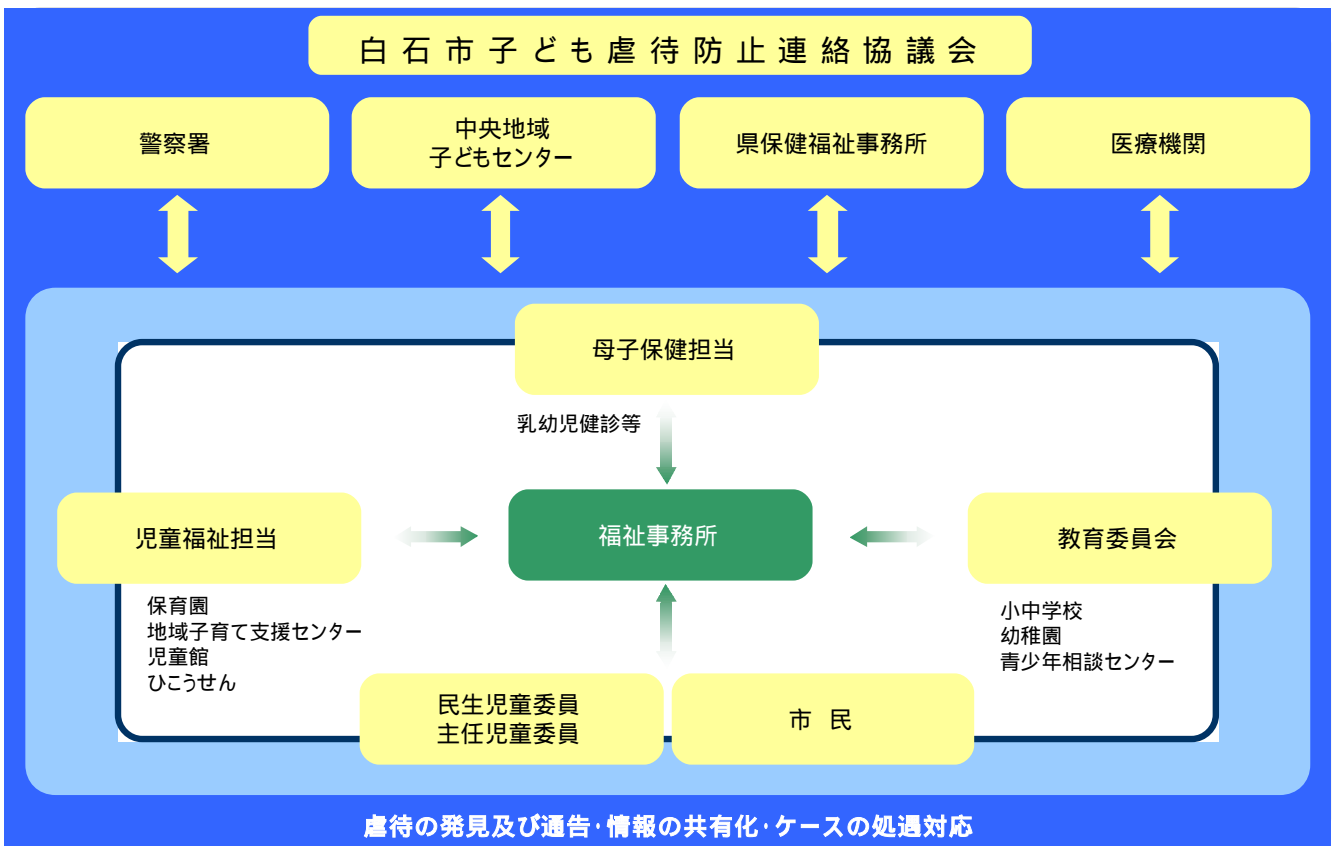 白石市子ども虐待防止連絡協議会
警察署
中央地域
子どもセンター
県保健福祉事務所
医療機関
母子保健担当
乳幼児健診等
児童福祉担当
福祉事務所
教育委員会
保育園
地域子育て支援センター
児童館
ひこうせん
小中学校
幼稚園
青少年相談センター
民生児童委員
主任児童委員
市 民
虐待の発見及び通告・情報の共有化・ケースの処遇対応